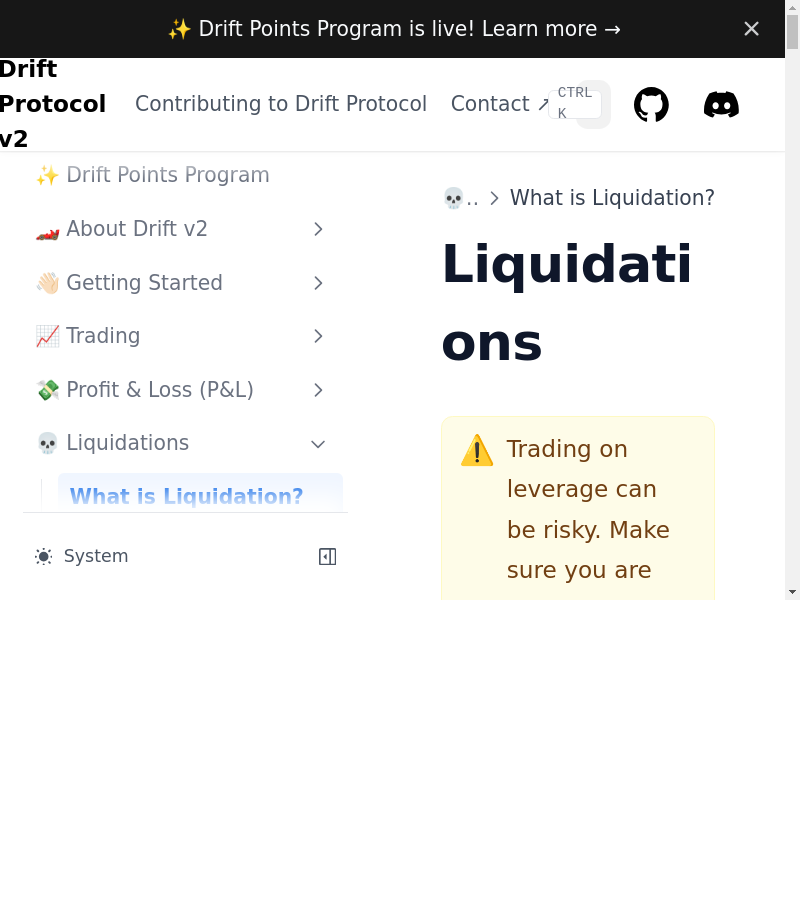 ✨ Drift Points Program is live! Learn more →
Drift
Protocol
v2
Contributing to Drift Protocol
Contact ↗
CTRL
K
✨ Drift Points Program
🏎️ About Drift v2
👋🏻 Getting Started
📈 Trading
💸 Profit & Loss (P&L)
💀 Liquidations
What is Liquidation?
System
💀.. > What is Liquidation?
Liquidati
ons
⚠️ Trading on
leverage can
be risky. Make
sure you are